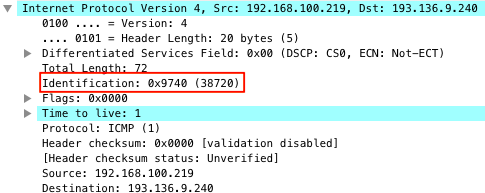 Internet Protocol Version 4, Src: 192.168.100.219, Dst: 193.136.9.240
0100 .... = Version: 4
.... 0101 = Header Length: 20 bytes (5)
Differentiated Services Field: 0x00 (DSCP: CS0, ECN: Not-ECT)
Total Length: 72
Identification: 0x9740 (38720)
Flags: 0x0000
Time to live: 1
Protocol: ICMP (1)
Header checksum: 0x0000 [validation disabled]
[Header checksum status: Unverified]
Source: 192.168.100.219
Destination: 193.136.9.240